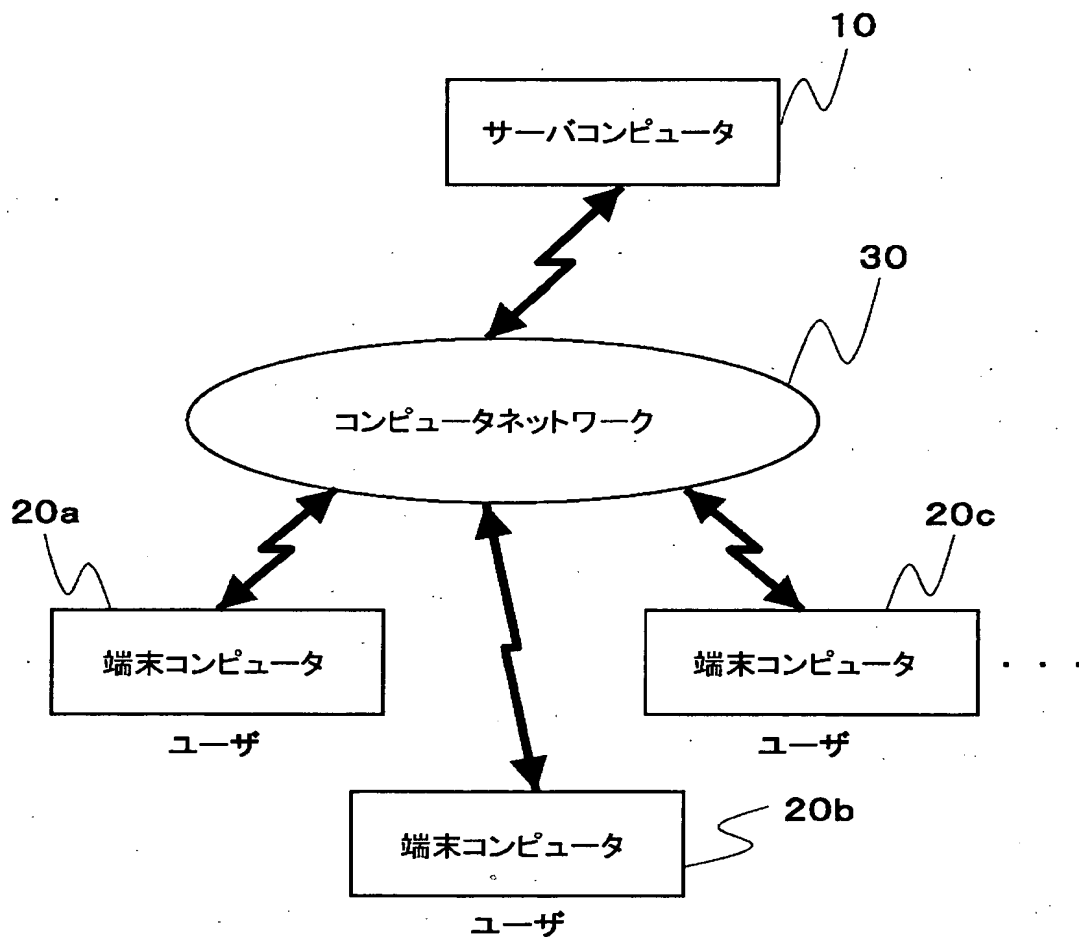 10
サーバコンピュータ
30
コンピュータネットワーク
20a
20c
端末コンピュータ
端末コンピュータ
・・・
ユーザ
ユーザ
20b
端末コンピュータ
ユーザ